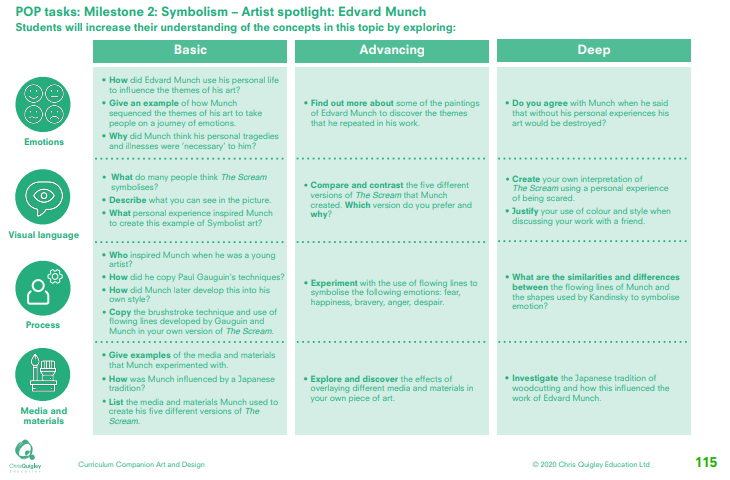 POP tasks: Milestone 2: Symbolism – Artist spotlight: Edvard Munch
Students will increase their understanding of the concepts in this topic by exploring:
Basic
Advancing
Deep
Emotions
• How did Edvard Munch use his personal life
to influence the themes of his art?
• Give an example of how Munch
sequenced the themes of his art to take
people on a journey of emotions.
• Why did Munch think his personal tragedies
and illnesses were ‘necessary’ to him?
• Find out more about some of the paintings
of Edvard Munch to discover the themes
that he repeated in his work.
• Do you agree with Munch when he said
that without his personal experiences his
art would be destroyed?
Visual language
• What do many people think The Scream
symbolises?
• Describe what you can see in the picture.
• What personal experience inspired Munch
to create this example of Symbolist art?
• Compare and contrast the five different
versions of The Scream that Munch
created. Which version do you prefer and
why?
• Create your own interpretation of
The Scream using a personal experience
of being scared.
• Justify your use of colour and style when
discussing your work with a friend.
Process
• Who inspired Munch when he was a young
artist?
• How did he copy Paul Gauguin’s techniques?
• How did Munch later develop this into his
own style?
• Copy the brushstroke technique and use of
flowing lines developed by Gauguin and
Munch in your own version of The Scream.
• Experiment with the use of flowing lines to
symbolise the following emotions: fear,
happiness, bravery, anger, despair.
• What are the similarities and differences
between the flowing lines of Munch and
the shapes used by Kandinsky to symbolise
emotion?
Media and
materials
• Give examples of the media and materials
that Munch experimented with.
• How was Munch influenced by a Japanese
tradition?
• List the media and materials Munch used to
create his five different versions of The
Scream.
• Explore and discover the effects of
overlaying different media and materials in
your own piece of art.
• Investigate the Japanese tradition of
woodcutting and how this influenced the
work of Edvard Munch.
ChrisQuigley
Education
Curriculum Companion Art and Design
© 2020 Chris Quigley Education Ltd
115